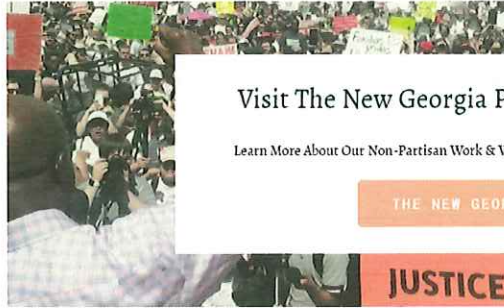 Visit The New Georgia P
Learn More About Our Non-Partisan Work & V
THE NEW GEOR
JUSTICE